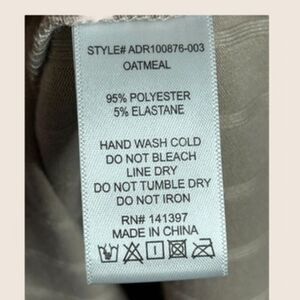 STYLE# ADR100876-003
OATMEAL
95% POLYESTER
5% ELASTANE
HAND WASH COLD
DO NOT BLEACH
LINE DRY
DO NOT TUMBLE DRY
DO NOT IRON
RN# 141397
MADE IN CHINA